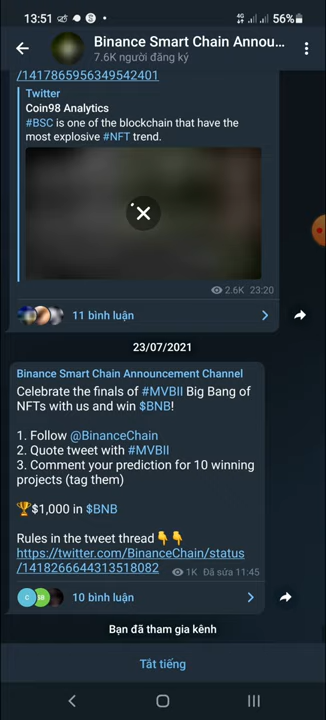 13:51
56%
Binance Smart Chain Annou...
7.6K người đăng ký
/1417865956349542401
Twitter
Coin98 Analytics
#BSC is one of the blockchain that have the
most explosive #NFT trend.
2.6K 23:20
11 bình luận
23/07/2021
Binance Smart Chain Announcement Channel
Celebrate the finals of #MVBII Big Bang of
NFTs with us and win $BNB!
1. Follow @BinanceChain
2. Quote tweet with #MVBII
3. Comment your prediction for 10 winning
projects (tag them)
🏆$1,000 in $BNB
Rules in the tweet thread👇👇
https://twitter.com/BinanceChain/status
/1418266644313518082 1K Đã sửa 11:45
C SB 10 bình luận
Bạn đã tham gia kênh
Tắt tiếng